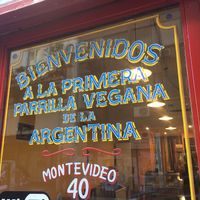 BIENVENIDOS
A LA PRIMERA
PARRILLA VEGANA
DE LA
ARGENTINA
MONTEVIDEO
40